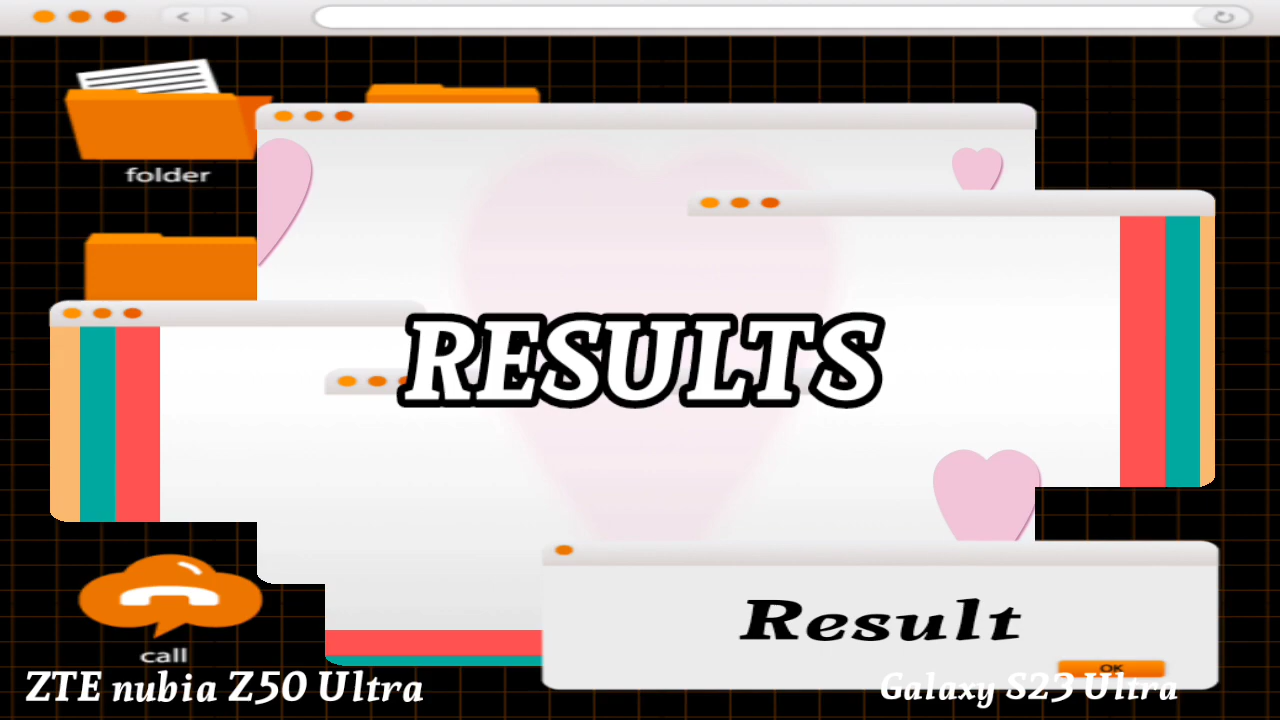 folder
RESULTS
Result
call
OK
ZTE nubia Z50 Ultra
Galaxy S23 Ultra